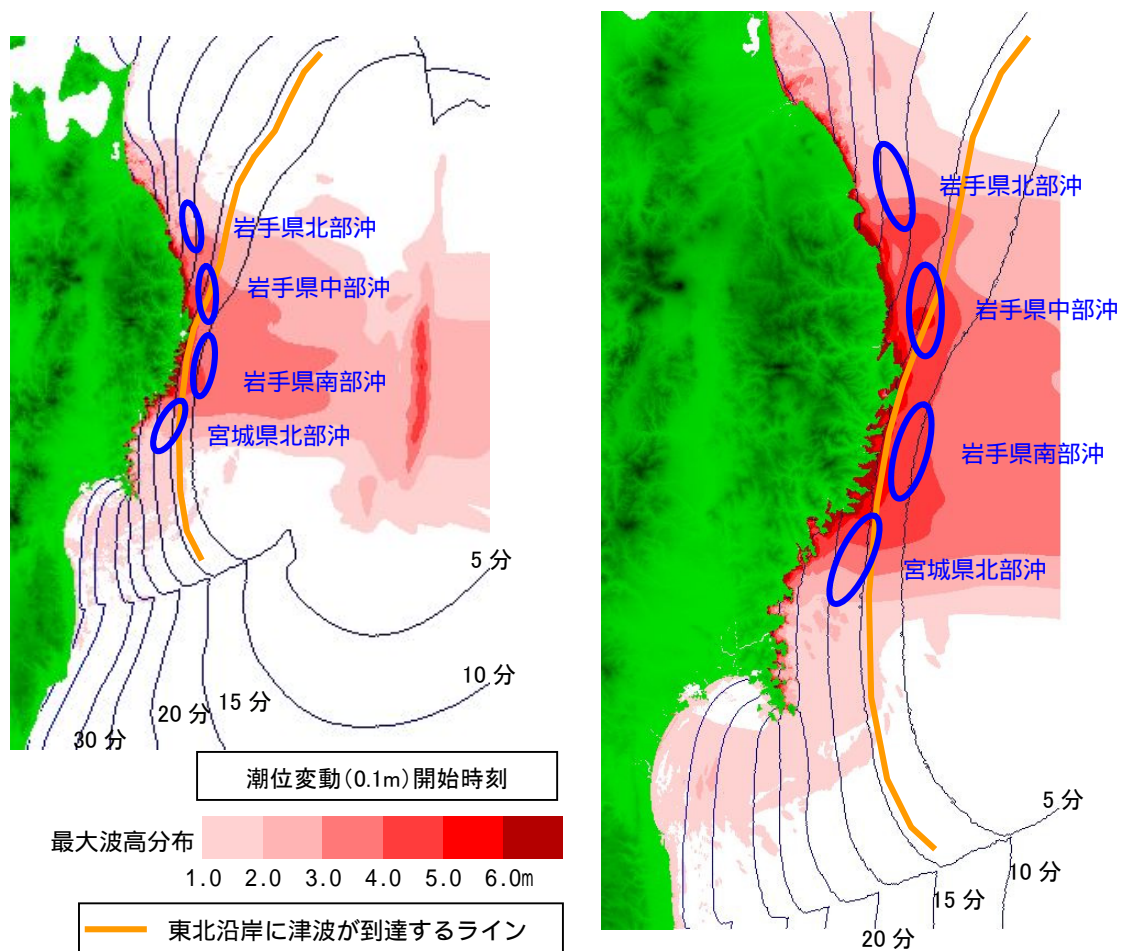 岩手県北部沖
岩手県中部沖
岩手県南部沖
宮城県北部沖
5 分
10 分
15 分
20 分
30 分
潮位変動(0.1m)開始時刻
最大波高分布
1.0 2.0 3.0 4.0 5.0 6.0m
東北沿岸に津波が到達するライン
岩手県北部沖
岩手県中部沖
岩手県南部沖
宮城県北部沖
5 分
10 分
15 分
20 分